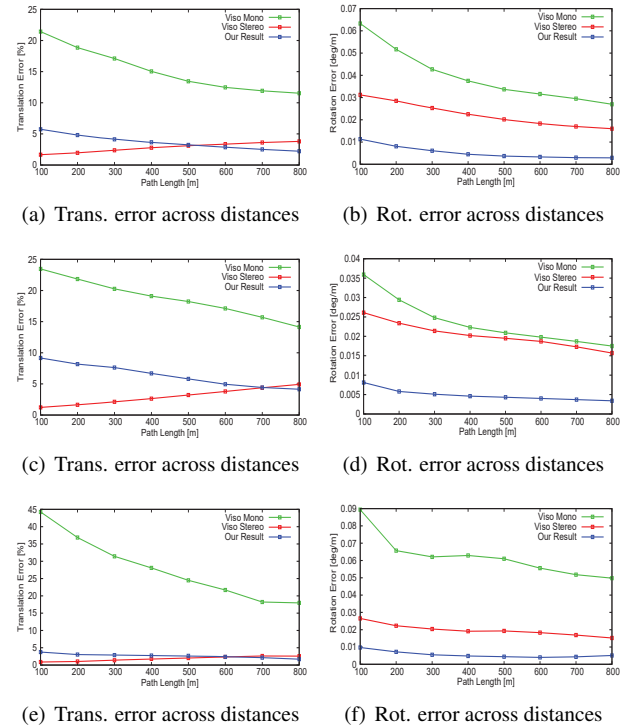 25
20
15
10
5
0
Translation Error [%]
Viso Mono
Viso Stereo
Our Result
100 200 300 400 500 600 700 800
Path Length [m]
(a) Trans. error across distances
0.07
0.06
0.05
0.04
0.03
0.02
0.01
0
Rotation Error [deg/m]
Viso Mono
Viso Stereo
Our Result
100 200 300 400 500 600 700 800
Path Length [m]
(b) Rot. error across distances
25
20
15
10
5
0
Translation Error [%]
Viso Mono
Viso Stereo
Our Result
100 200 300 400 500 600 700 800
Path Length [m]
(c) Trans. error across distances
0.04
0.035
0.03
0.025
0.02
0.015
0.01
0.005
0
Rotation Error [deg/m]
Viso Mono
Viso Stereo
Our Result
100 200 300 400 500 600 700 800
Path Length [m]
(d) Rot. error across distances
45
40
35
30
25
20
15
10
5
0
Translation Error [%]
Viso Mono
Viso Stereo
Our Result
100 200 300 400 500 600 700 800
Path Length [m]
(e) Trans. error across distances
0.09
0.08
0.07
0.06
0.05
0.04
0.03
0.02
0.01
0
Rotation Error [deg/m]
Viso Mono
Viso Stereo
Our Result
100 200 300 400 500 600 700 800
Path Length [m]
(f) Rot. error across distances